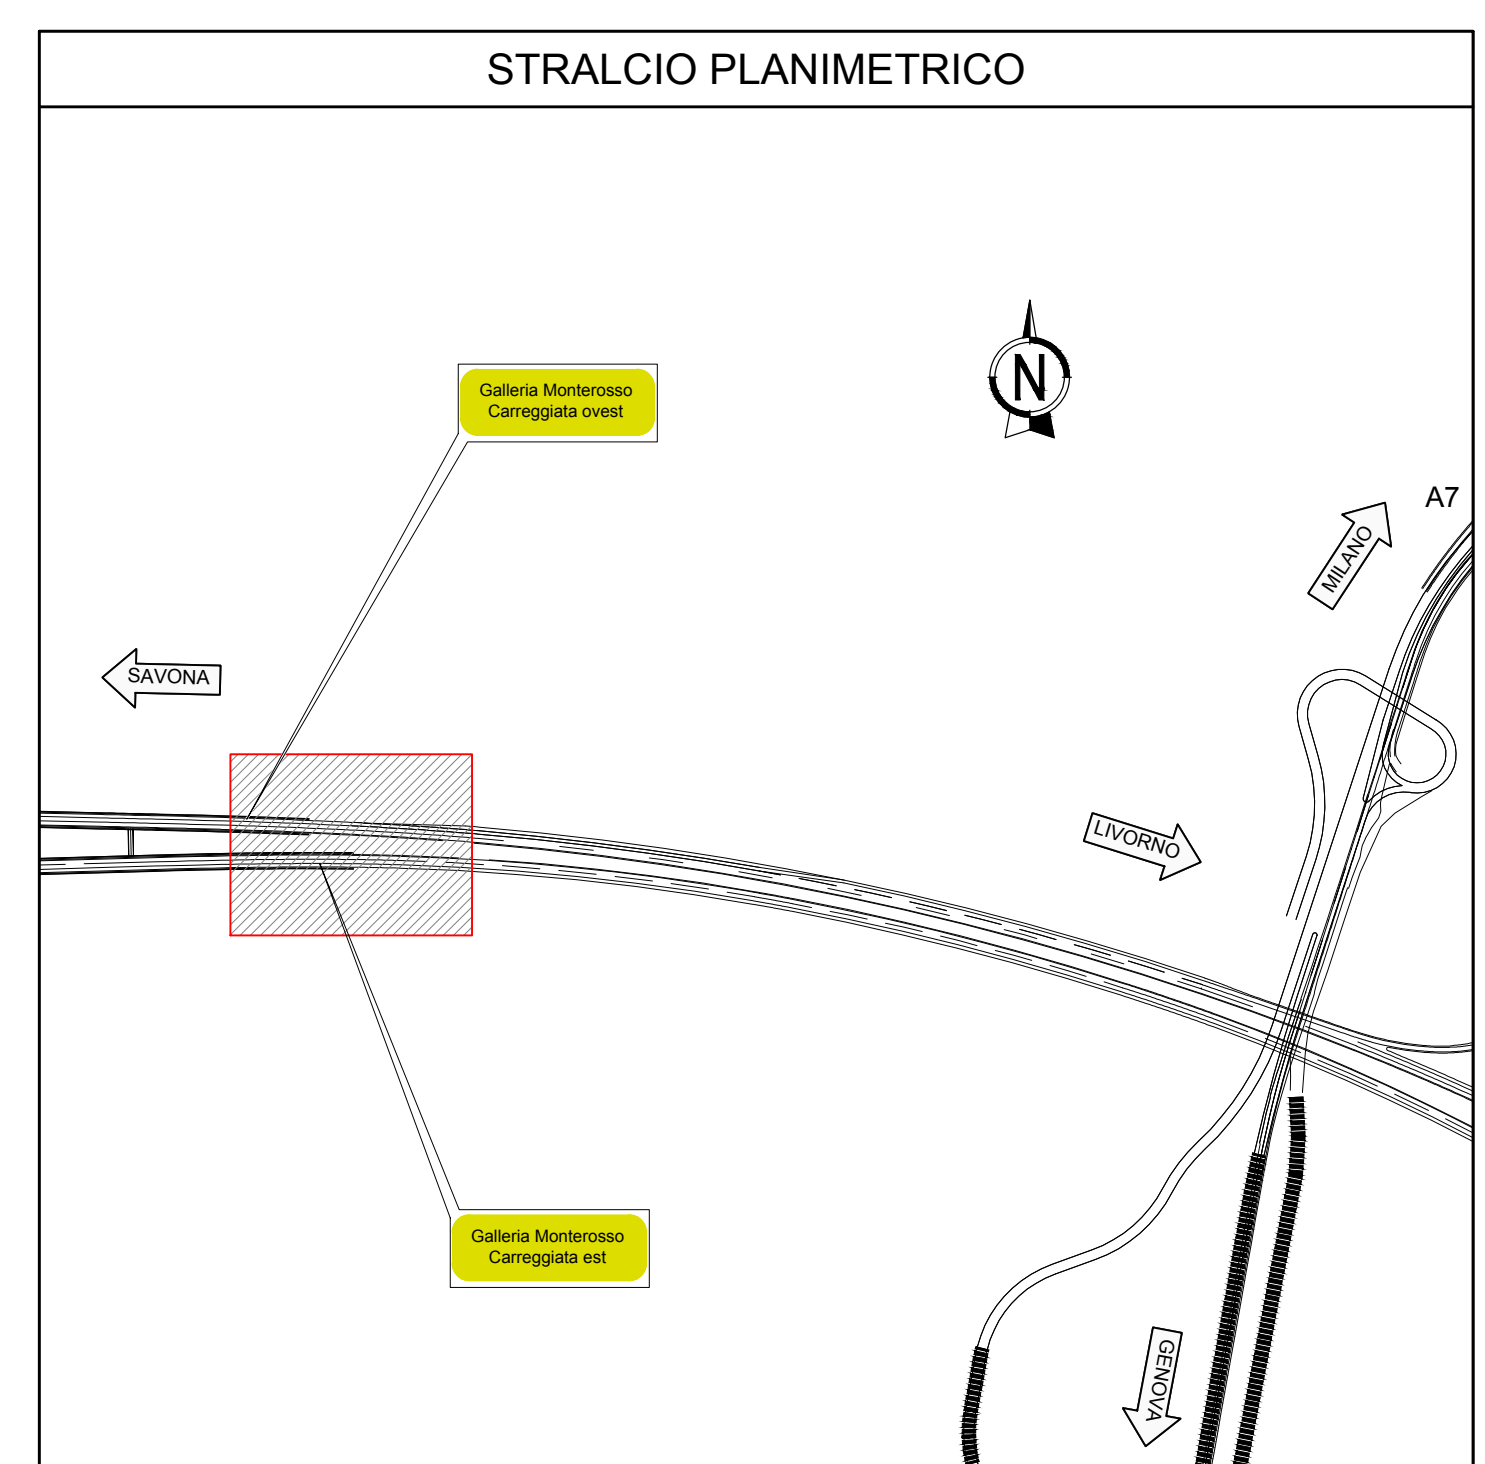 STRALCIO PLANIMETRICO
Galleria Monterosso
Carreggiata ovest
N
A7
MILANO
SAVONA
LIVORNO
Galleria Monterosso
Carreggiata est
GENOVA